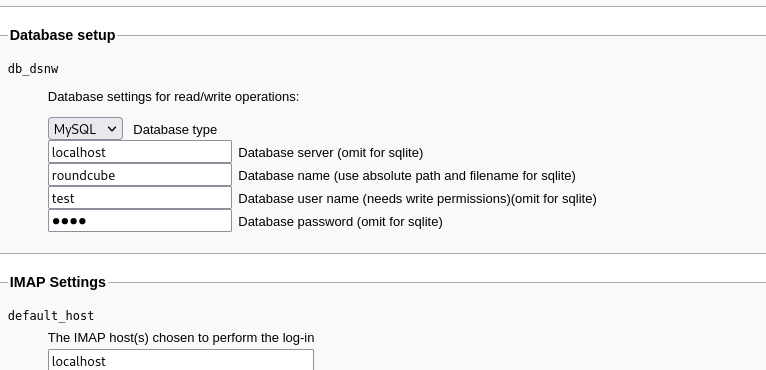 Database setup
db_dsnw
Database settings for read/write operations:
MySQL Database type
localhost Database server (omit for sqlite)
roundcube Database name (use absolute path and filename for sqlite)
test Database user name (needs write permissions)(omit for sqlite)
●●●● Database password (omit for sqlite)
IMAP Settings
default_host
The IMAP host(s) chosen to perform the log-in
localhost